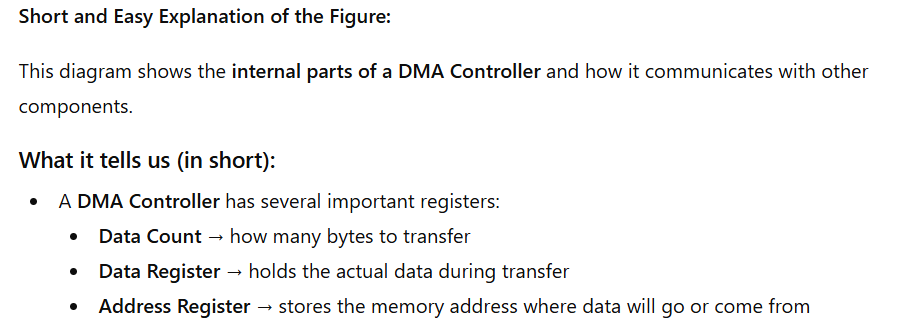 Short and Easy Explanation of the Figure:
This diagram shows the internal parts of a DMA Controller and how it communicates with other
components.
What it tells us (in short):
• A DMA Controller has several important registers:
• Data Count → how many bytes to transfer
• Data Register → holds the actual data during transfer
• Address Register → stores the memory address where data will go or come from